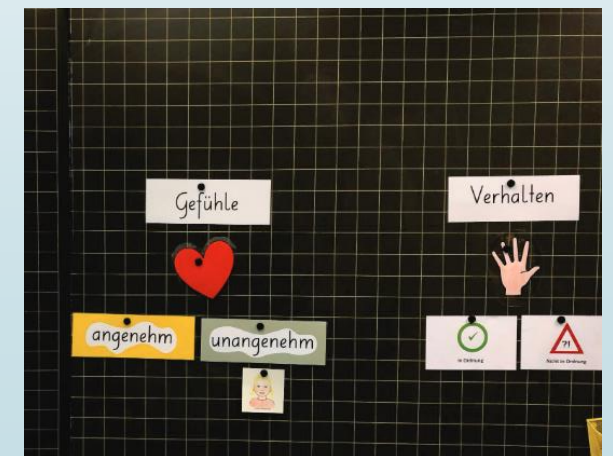 Gefühle
Verhalten
angenehm
unangenehm
in Ordnung
?!
Nicht in Ordnung